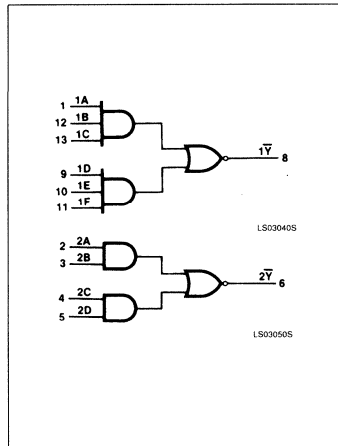 1 1A
12 1B
13 1C
9 1D
10 1E
11 1F
1Y̅ 8
LS03040S
2 2A
3 2B
4 2C
5 2D
2Y̅ 6
LS03050S